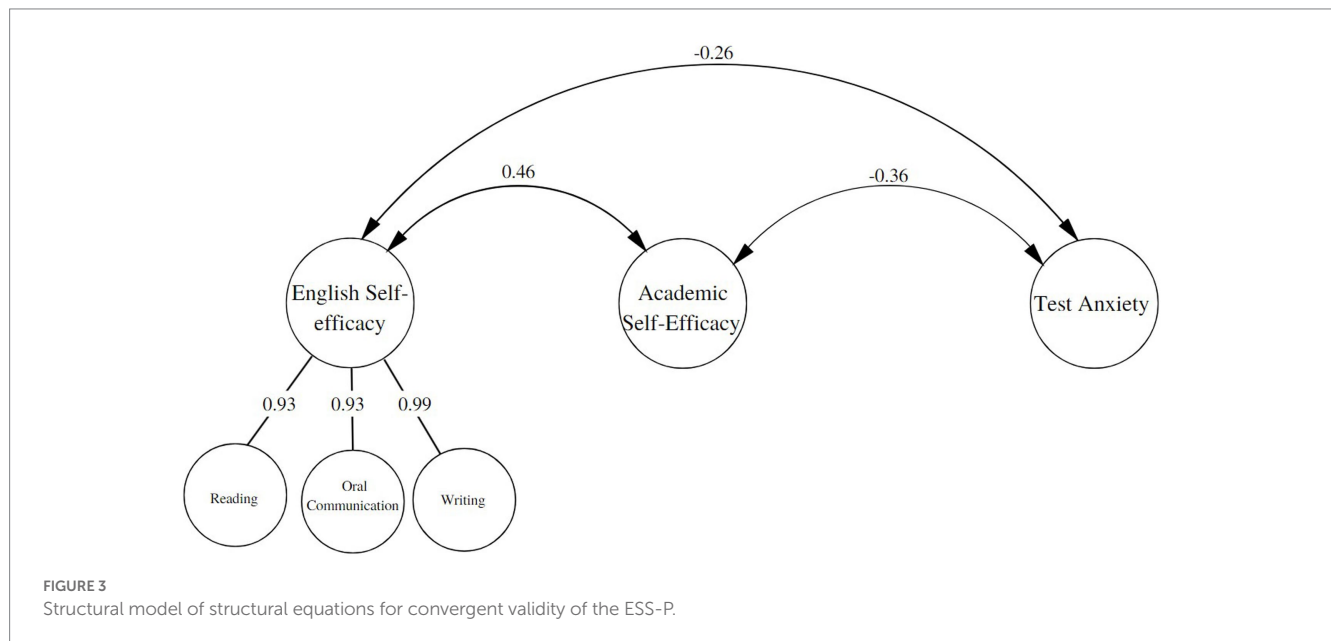 -0.26
0.46
-0.36
English Self-
efficacy
Academic
Self-Efficacy
Test Anxiety
0.93
0.93
0.99
Reading
Oral
Communication
Writing
FIGURE 3
Structural model of structural equations for convergent validity of the ESS-P.